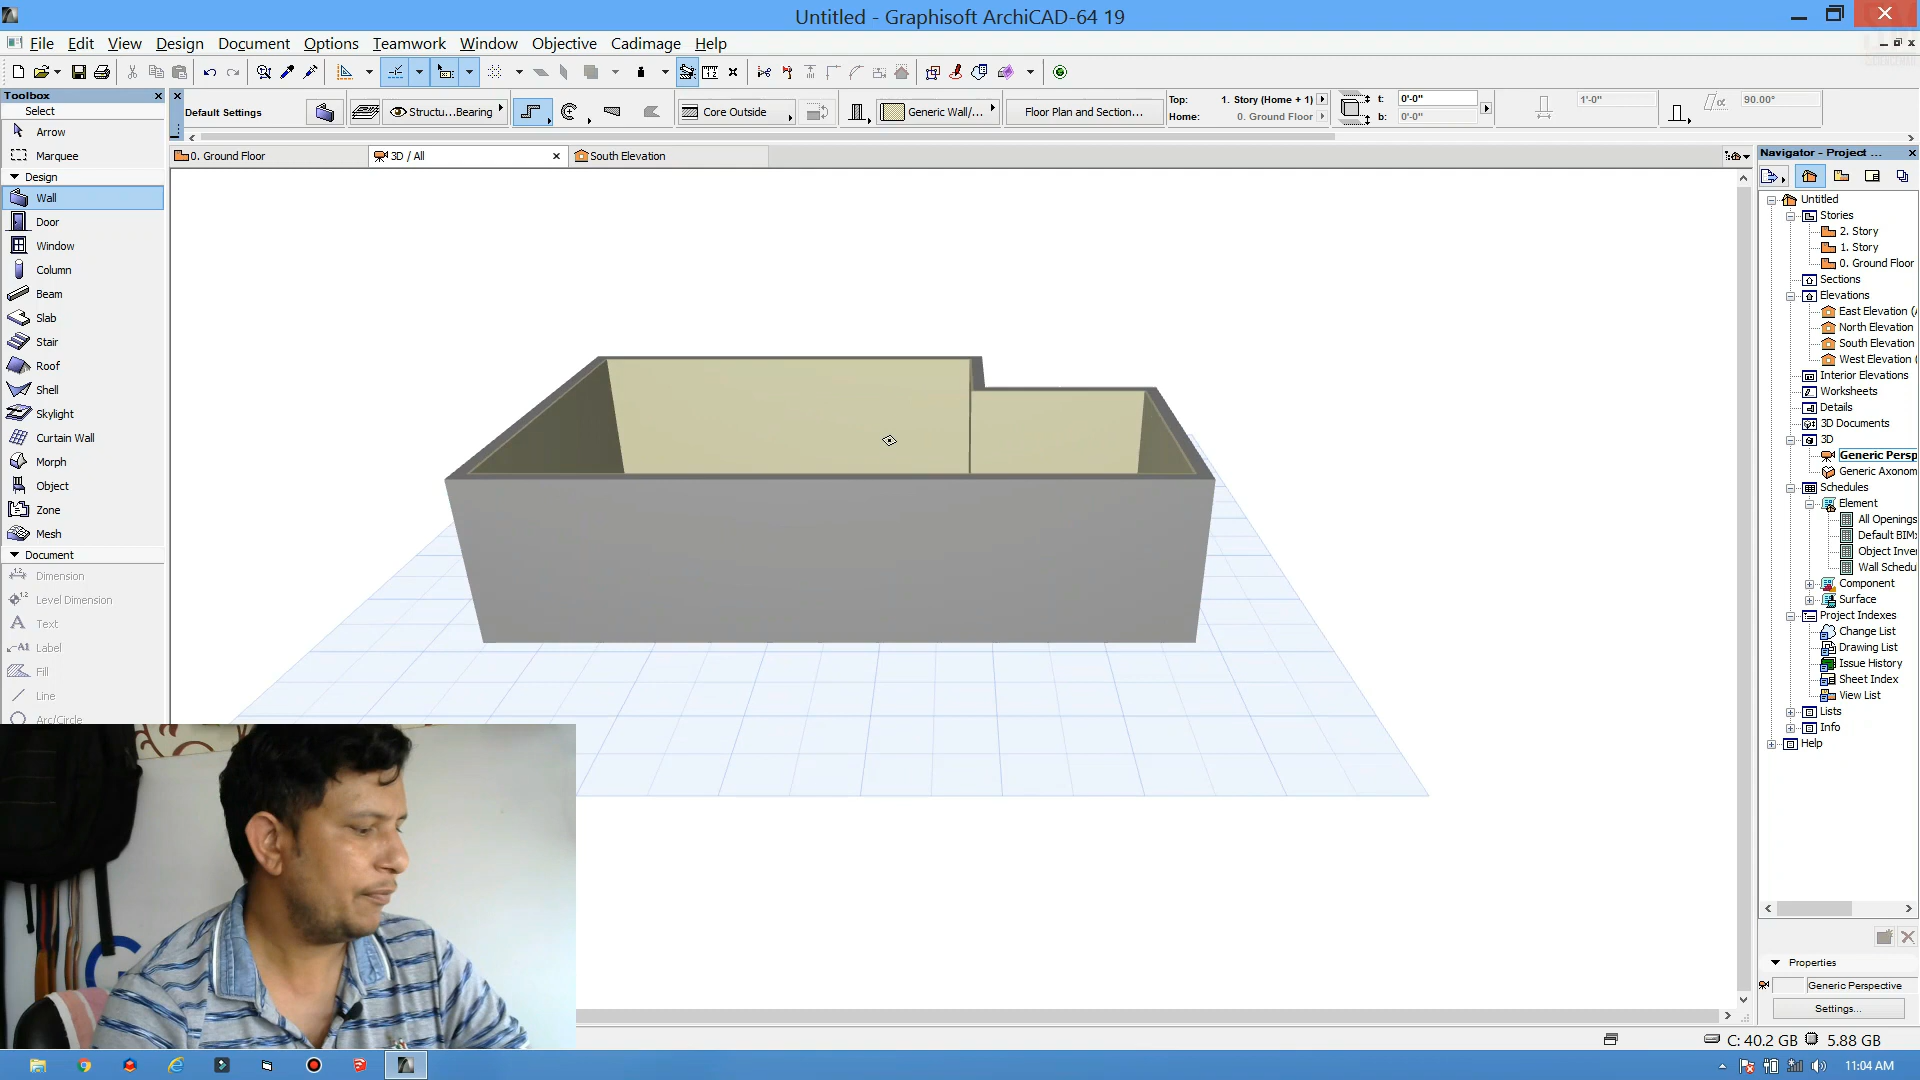 Untitled - Graphisoft ArchiCAD-64 19
File Edit View Design Document Options Teamwork Window Objective Cadimage Help
Toolbox
Select
Arrow
Marquee
Design
Wall
Door
Window
Column
Beam
Slab
Stair
Roof
Shell
Skylight
Curtain Wall
Morph
Object
Zone
Mesh
Document
Dimension
Level Dimension
Text
Label
Fill
Line
Arc/Circle
Default Settings
Structu...Bearing
Core Outside
Generic Wall/...
Floor Plan and Section...
Top: 1. Story (Home + 1)
Home: 0. Ground Floor
t: 0'-0"
b: 0'-0"
1'-0"
90.00°
0. Ground Floor
3D / All
South Elevation
Navigator - Project ...
Untitled
Stories
2. Story
1. Story
0. Ground Floor
Sections
Elevations
East Elevation (
North Elevation
South Elevation
West Elevation (
Interior Elevations
Worksheets
Details
3D Documents
3D
Generic Persp
Generic Axonom
Schedules
Element
All Openings
Default BIM
Object Inve
Wall Schedu
Component
Surface
Project Indexes
Change List
Drawing List
Issue History
Sheet Index
View List
Lists
Info
Help
Properties
Generic Perspective
Settings...
C: 40.2 GB 5.88 GB
11:04 AM